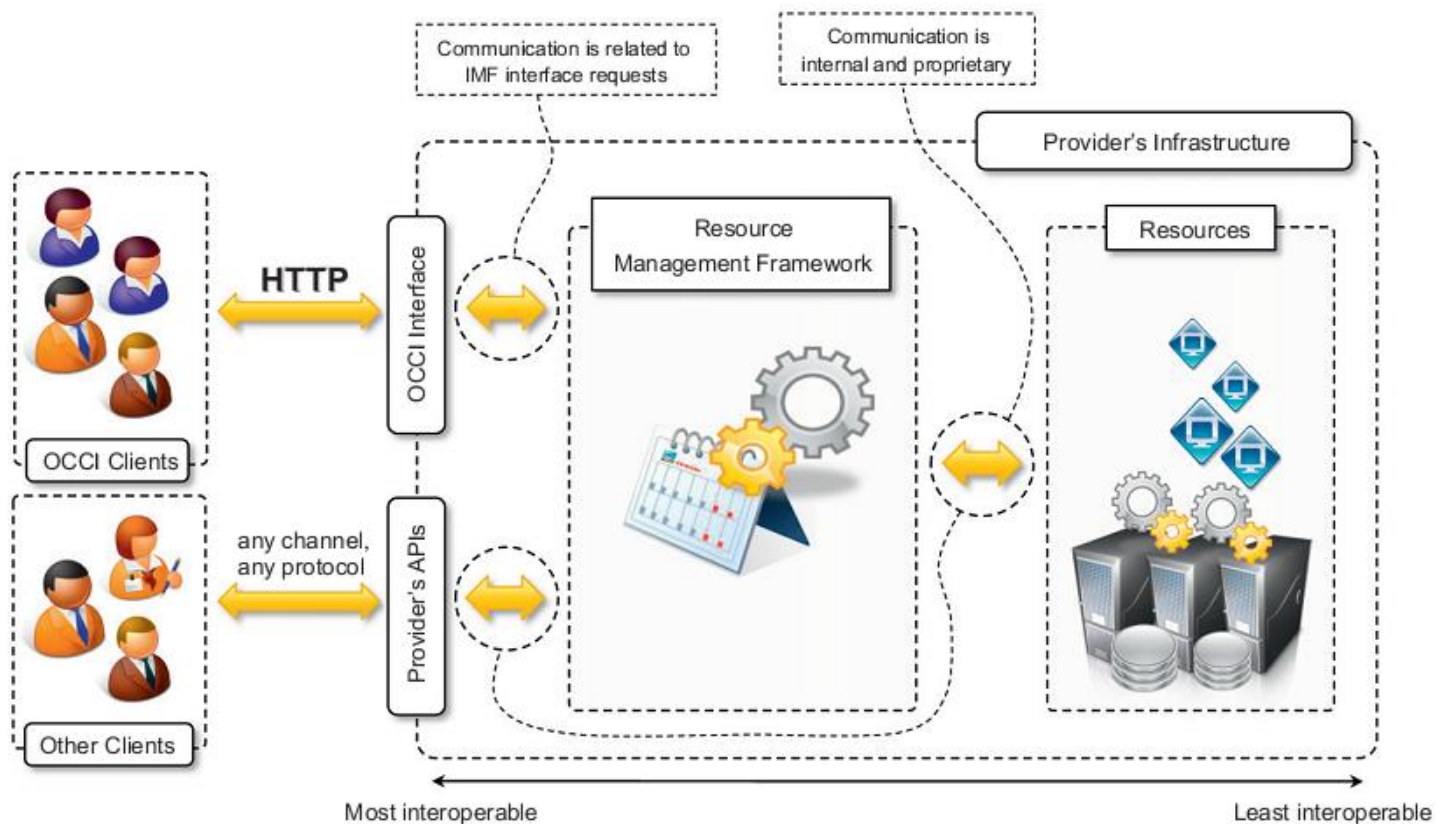 Communication is related to
IMF interface requests
Communication is
internal and proprietary
Provider's Infrastructure
Resource
Management Framework
Resources
HTTP
OCCI Interface
OCCI Clients
any channel,
any protocol
Provider's APIs
Other Clients
Most interoperable
Least interoperable